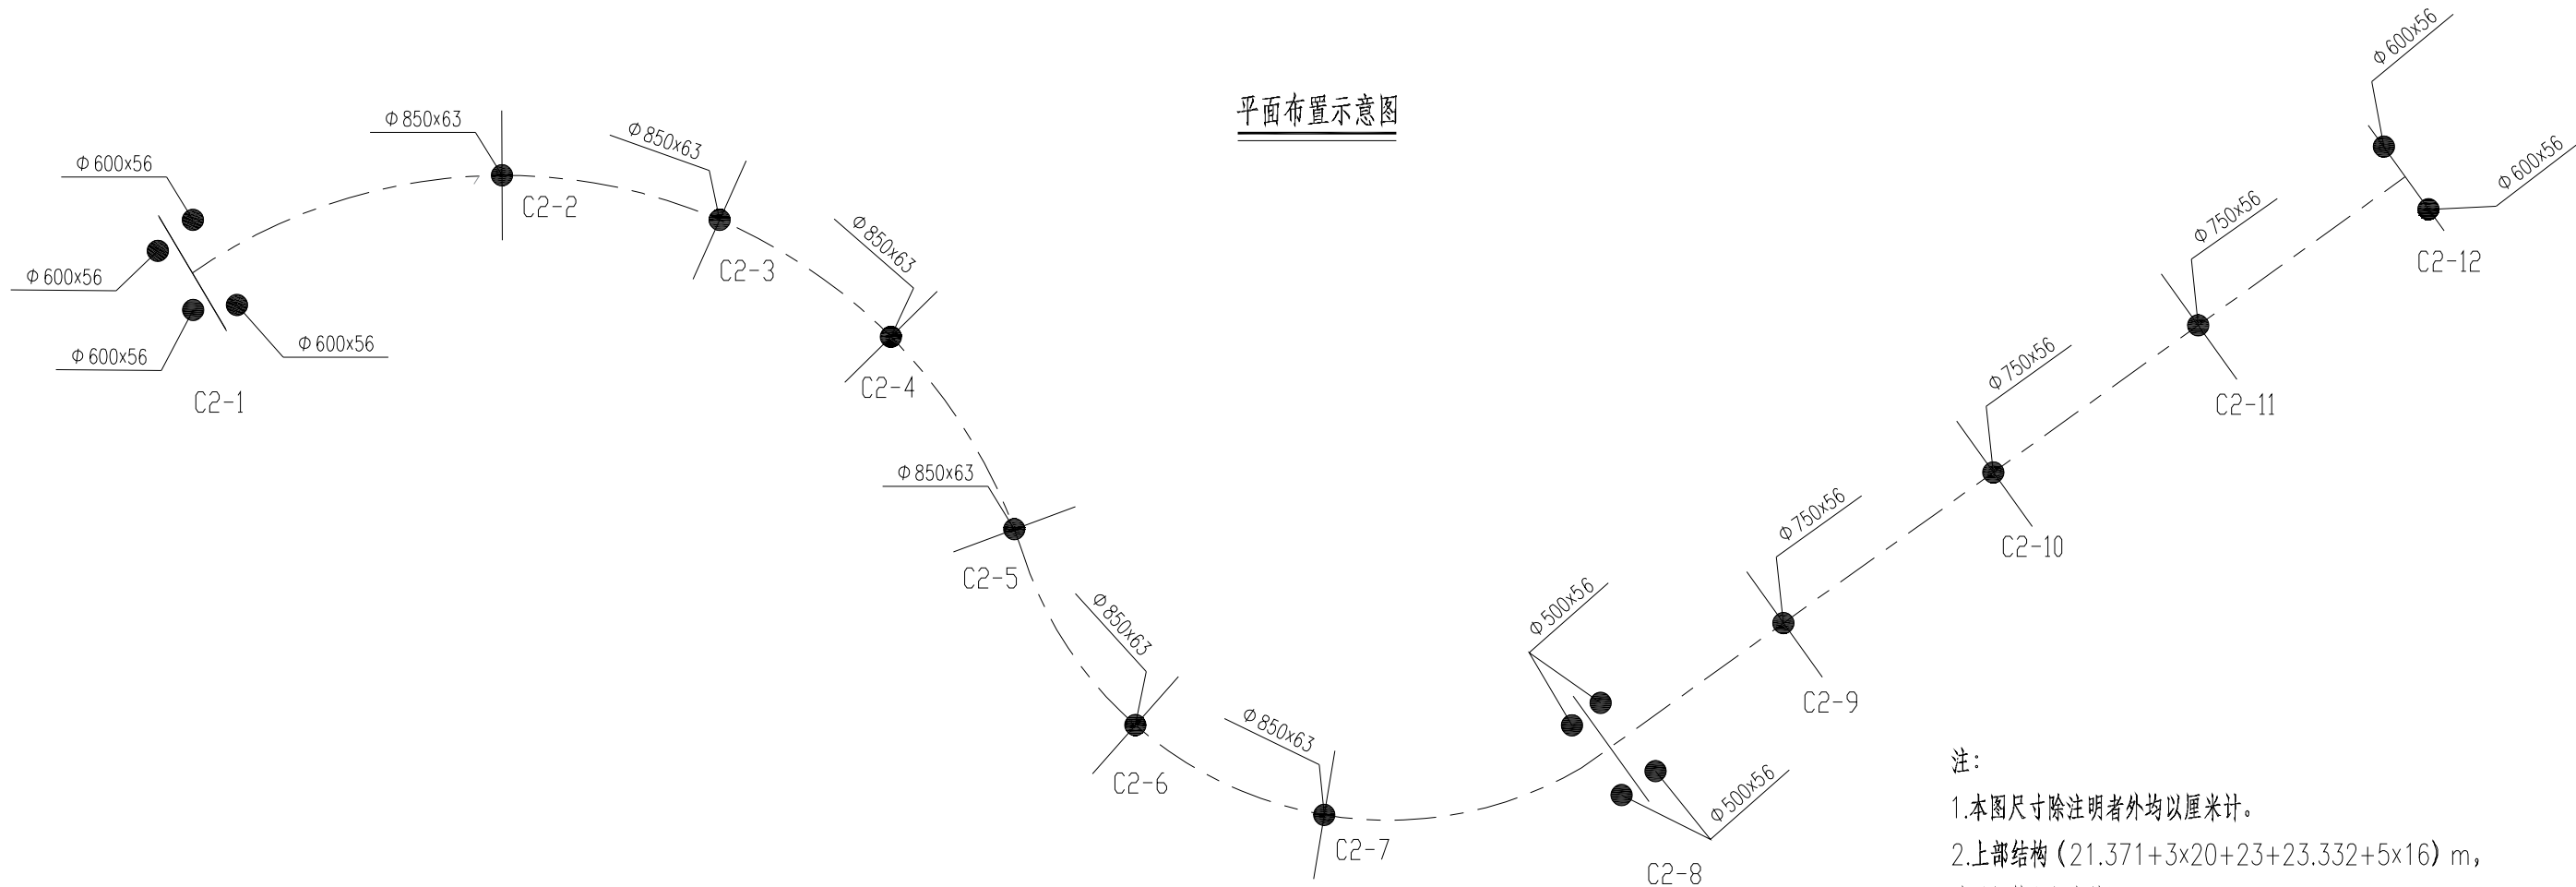 平面布置示意图
Φ600x56
Φ600x56
Φ600x56
Φ600x56
C2-1
Φ850x63
C2-2
Φ850x63
C2-3
Φ850x63
C2-4
Φ850x63
C2-5
Φ850x63
C2-6
Φ850x63
C2-7
Φ500x56
Φ500x56
C2-8
Φ750x56
C2-9
Φ750x56
C2-10
Φ750x56
C2-11
Φ600x56
Φ600x56
C2-12
注:
1.本图尺寸除注明者外均以厘米计。
2.上部结构(21.371+3x20+23+23.332+5x16)m,